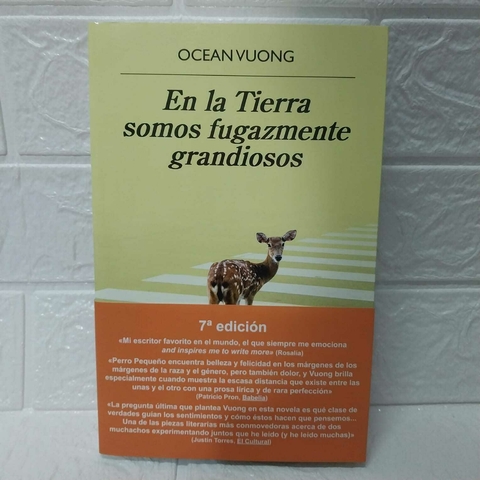 OCEAN VUONG
En la Tierra
somos fugazmente
grandiosos
7ª edición
«Mi escritor favorito en el mundo, el que siempre me emociona
and inspires me to write more» (Rosalía)
«Perro Pequeño encuentra belleza y felicidad en los márgenes de los
márgenes de la raza y el género, pero también dolor, y Vuong brilla
especialmente cuando muestra la escasa distancia que existe entre las
unas y el otro con una prosa lírica y de rara perfección»
(Patricio Pron, Babelia)
«La pregunta última que plantea Vuong en esta novela es qué clase de
verdades guían los sentimientos y cómo éstos hacen que pensemos...
Una de las piezas literarias más conmovedoras acerca de dos
muchachos experimentando juntos que he leído (y he leído muchas)»
(Justin Torres, El Cultural)